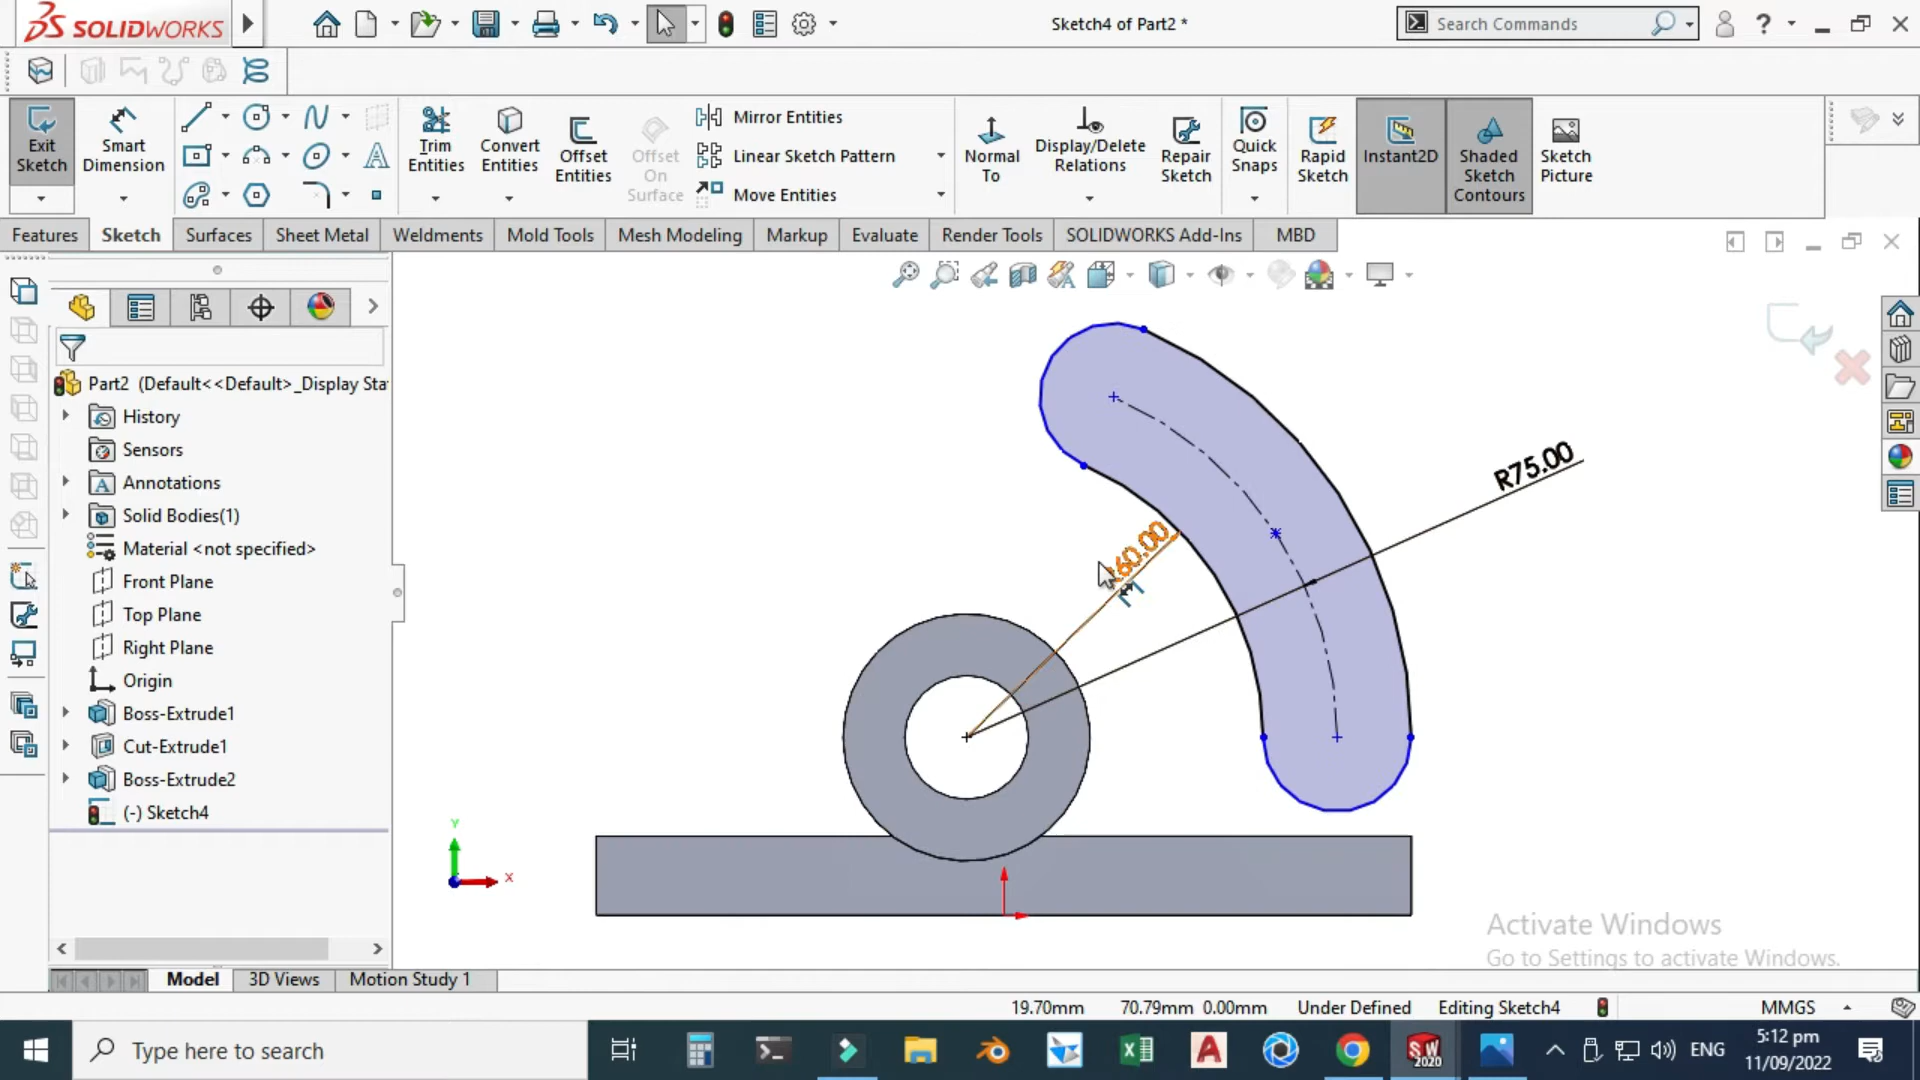 SOLIDWORKS
Sketch4 of Part2 *
Search Commands
Exit Sketch
Smart Dimension
Trim Entities
Convert Entities
Offset Entities
Offset On Surface
Mirror Entities
Linear Sketch Pattern
Move Entities
Normal To
Display/Delete Relations
Repair Sketch
Quick Snaps
Rapid Sketch
Instant2D
Shaded Sketch Contours
Sketch Picture
Features
Sketch
Surfaces
Sheet Metal
Weldments
Mold Tools
Mesh Modeling
Markup
Evaluate
Render Tools
SOLIDWORKS Add-Ins
MBD
Part2 (Default<<Default>_Display Sta
History
Sensors
Annotations
Solid Bodies(1)
Material <not specified>
Front Plane
Top Plane
Right Plane
Origin
Boss-Extrude1
Cut-Extrude1
Boss-Extrude2
(-) Sketch4
R75.00
60.00
Y
X
Activate Windows
Go to Settings to activate Windows.
Model
3D Views
Motion Study 1
19.70mm
70.79mm 0.00mm
Under Defined
Editing Sketch4
MMGS
Type here to search
SW
2020
ENG
5:12 pm
11/09/2022